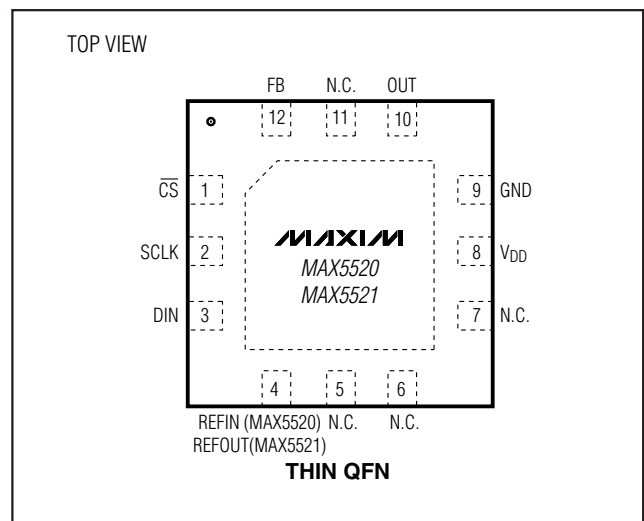 TOP VIEW
FB N.C. OUT
12 11 10
CS 1 9 GND
MAXIM
SCLK 2 8 VDD
MAX5520
MAX5521
DIN 3 7 N.C.
4 5 6
REFIN (MAX5520) N.C. N.C.
REFOUT(MAX5521)
THIN QFN